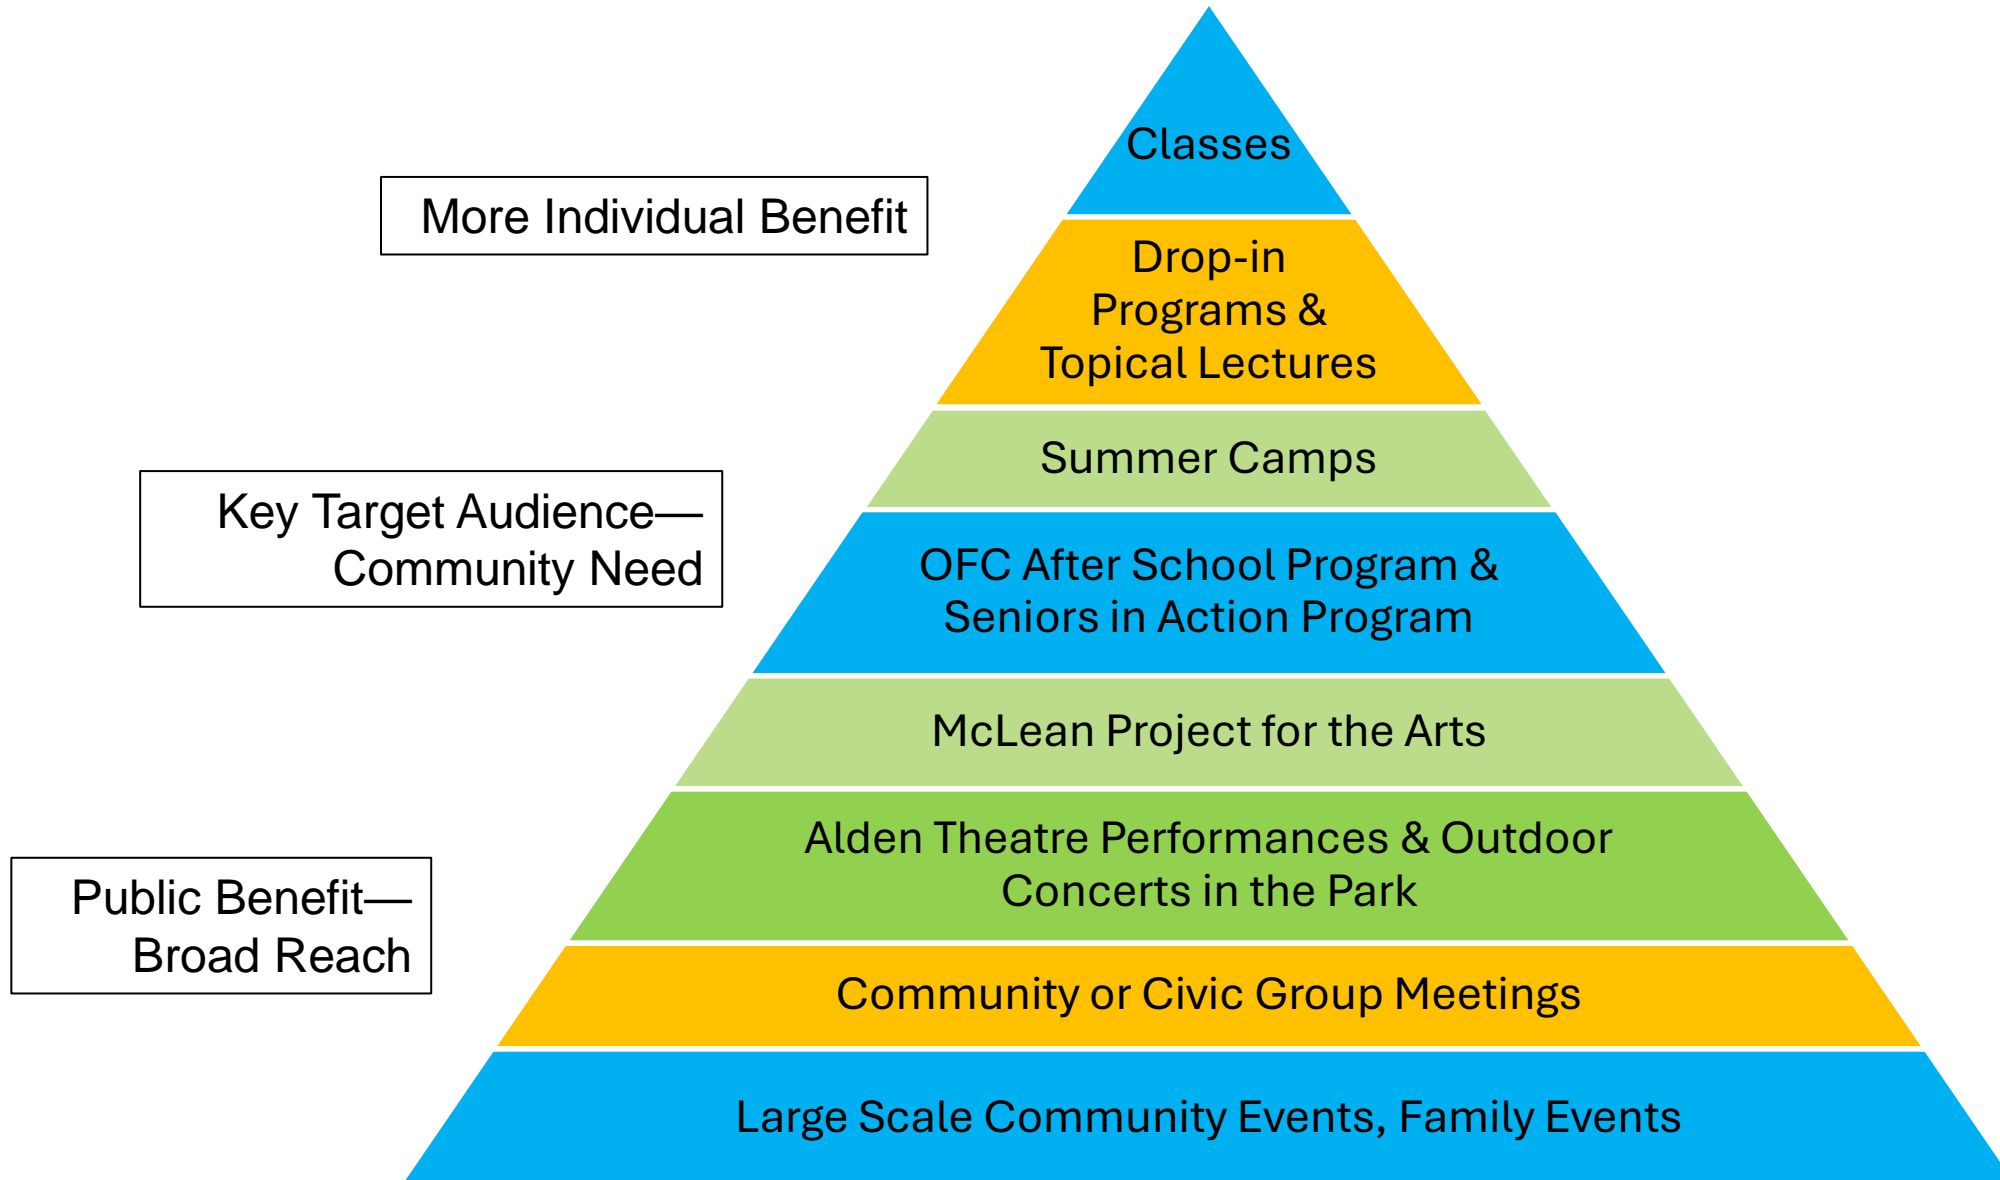 Classes
More Individual Benefit
Drop-in
Programs &
Topical Lectures
Summer Camps
Key Target Audience—
Community Need
OFC After School Program &
Seniors in Action Program
McLean Project for the Arts
Alden Theatre Performances & Outdoor
Concerts in the Park
Public Benefit—
Broad Reach
Community or Civic Group Meetings
Large Scale Community Events, Family Events